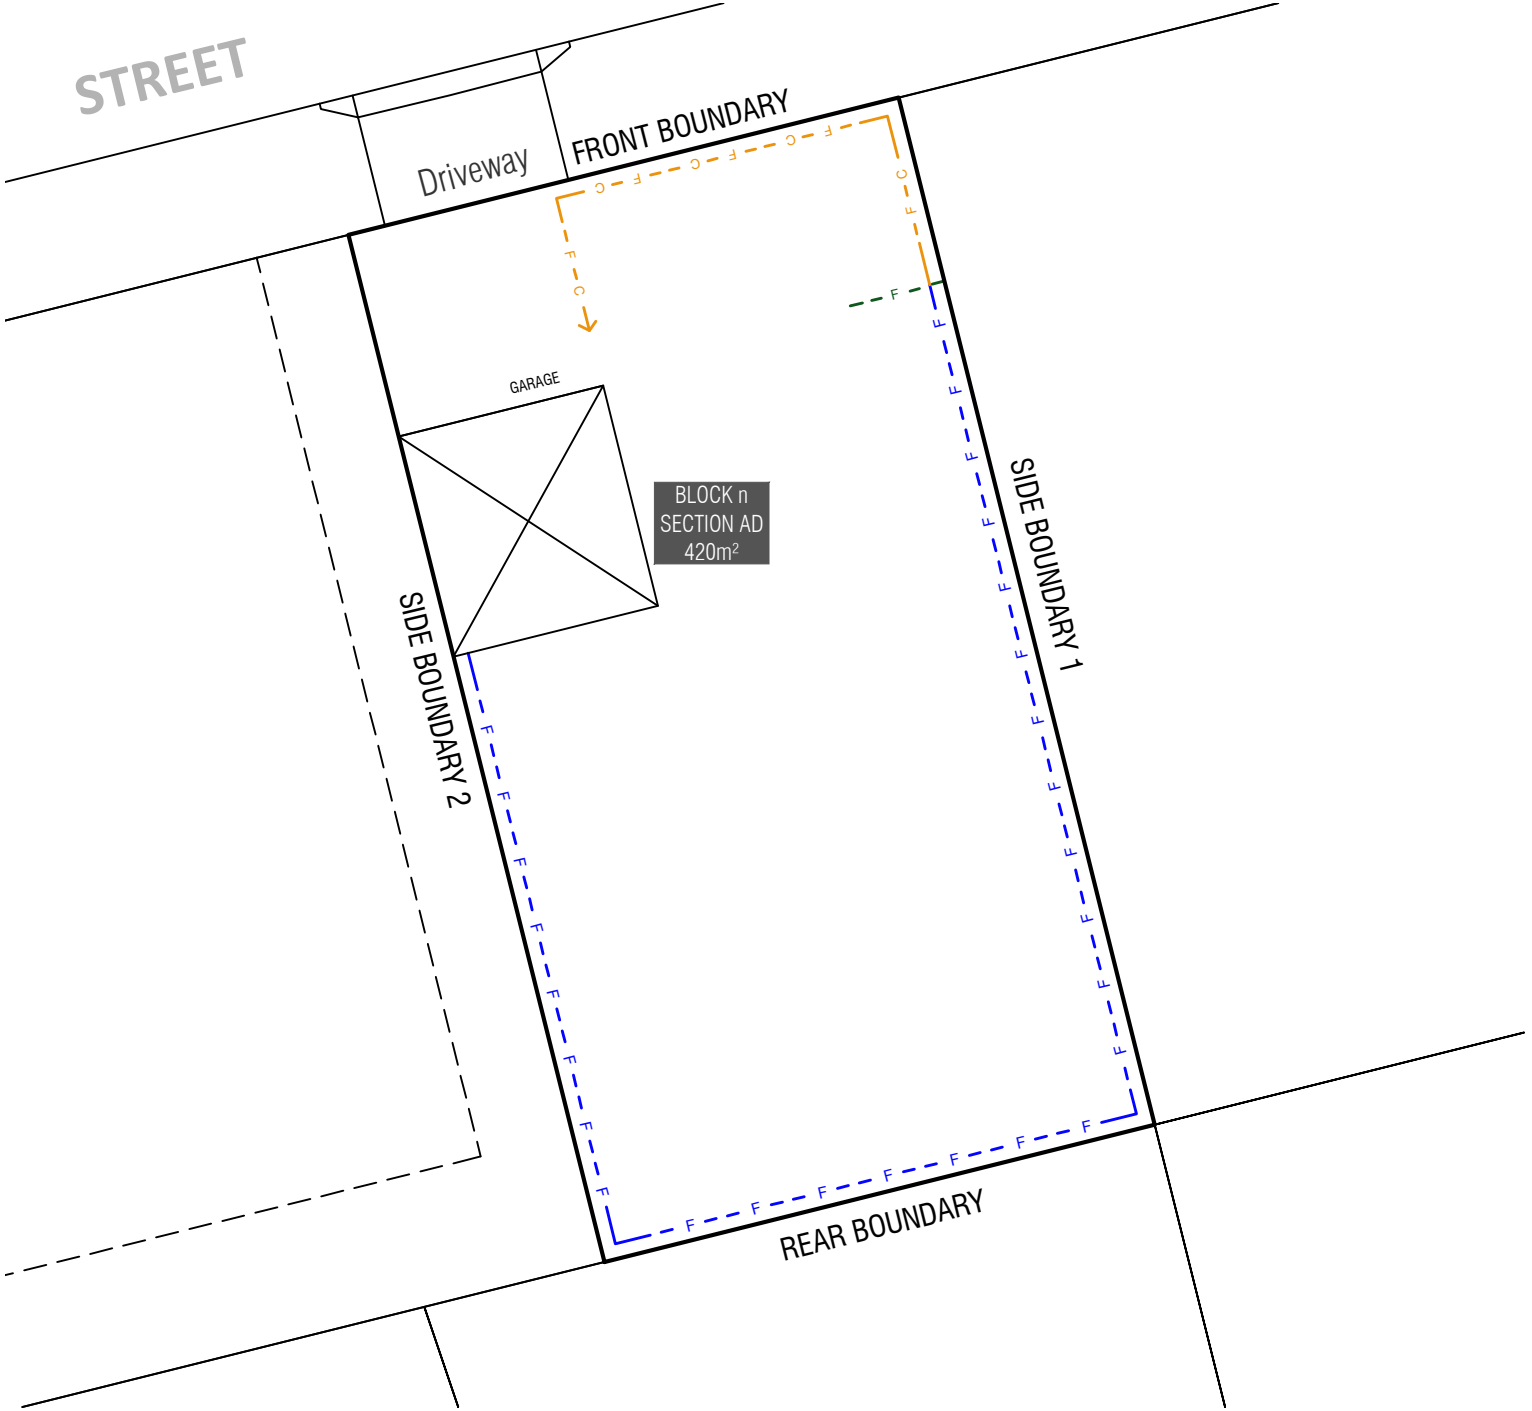 STREET
Driveway
FRONT BOUNDARY
C F C F C F C F
C F
F C
F
GARAGE
BLOCK n
SECTION AD
420m²
SIDE BOUNDARY 1
F F F F F F F F F F F F
SIDE BOUNDARY 2
F F F F F F F F
F F F F F F F
REAR BOUNDARY